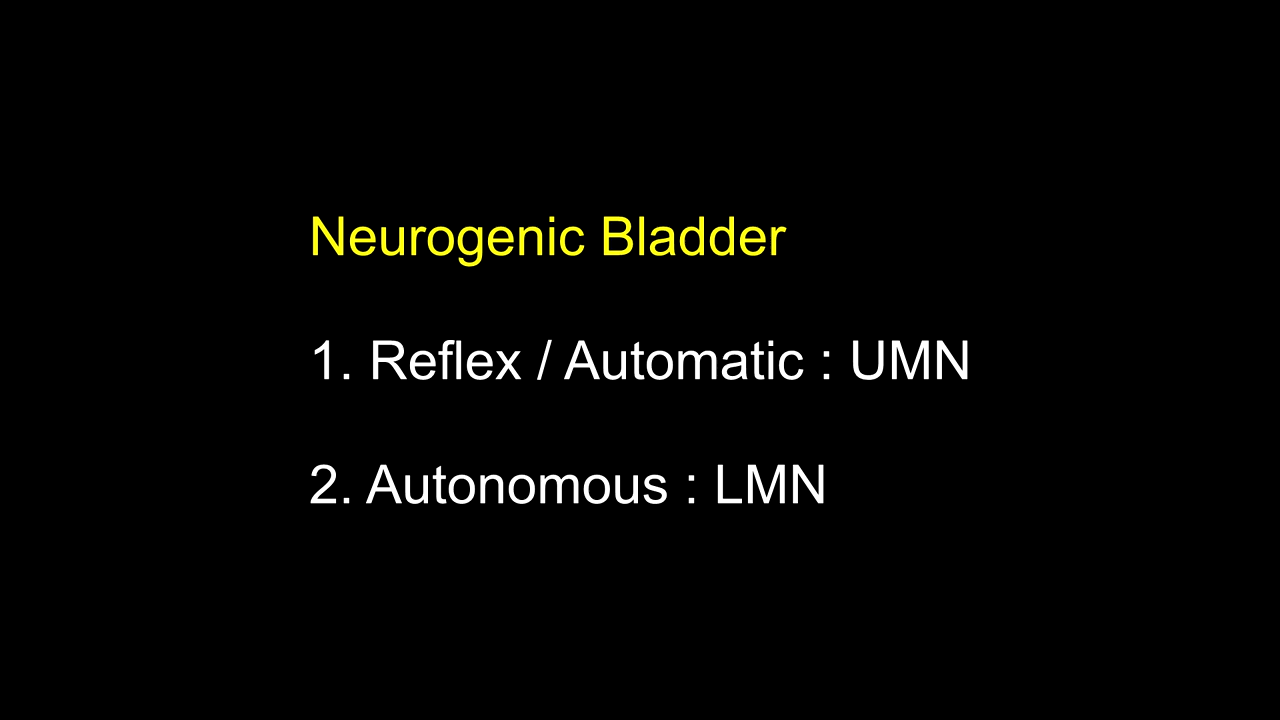 Neurogenic Bladder
1. Reflex / Automatic : UMN
2. Autonomous : LMN